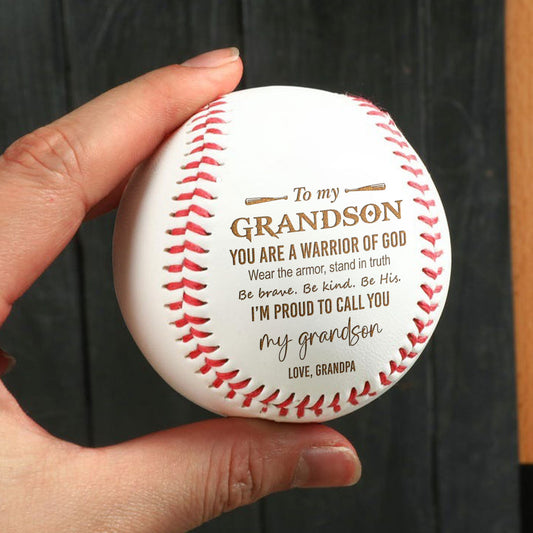 To my
GRANDSON
YOU ARE A WARRIOR OF GOD
Wear the armor, stand in truth
Be brave. Be kind. Be His.
I'M PROUD TO CALL YOU
my grandson
LOVE, GRANDPA